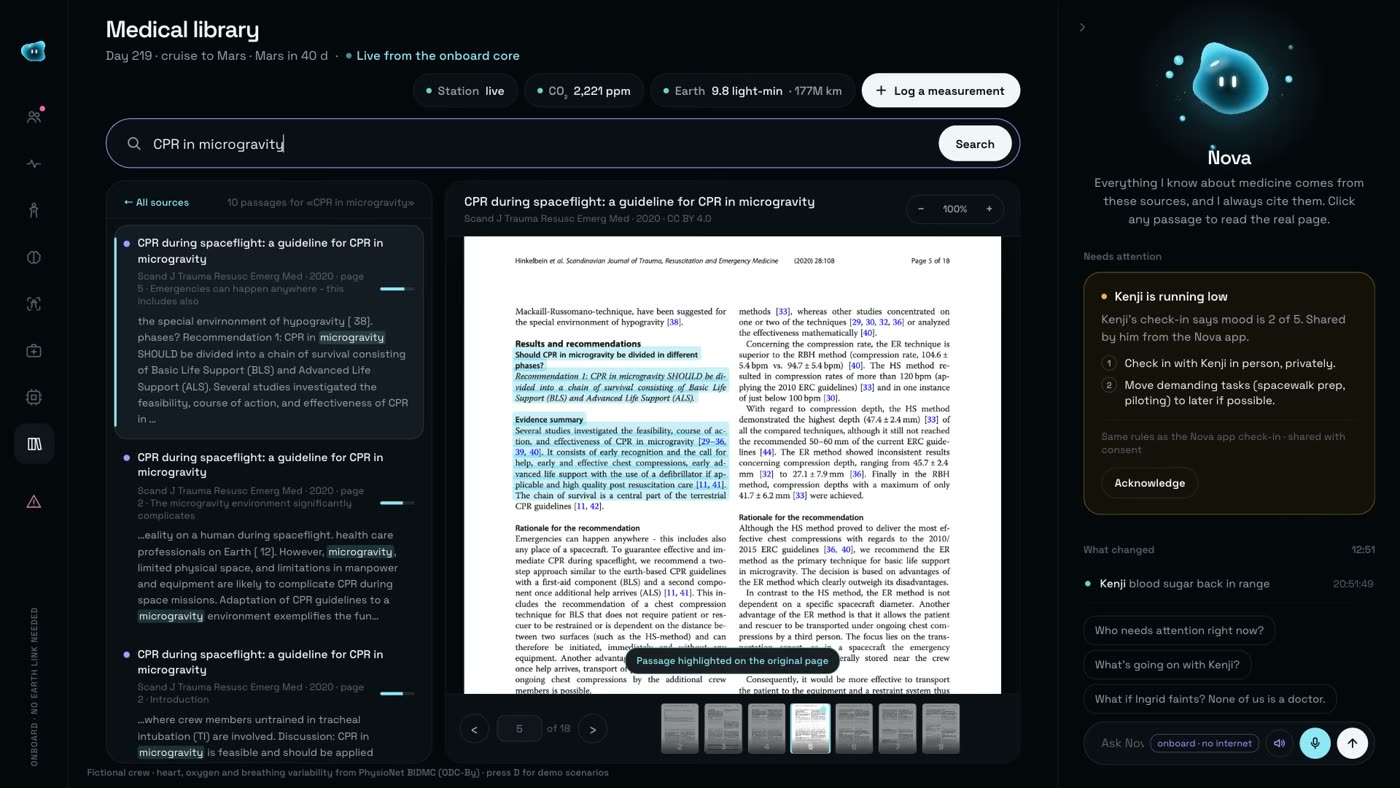 Medical library
Day 219 · cruise to Mars · Mars in 40 d · Live from the onboard core
Station live
CO2 2,221 ppm
Earth 9.8 light-min · 177M km
+ Log a measurement
CPR in microgravity
Search
← All sources
10 passages for «CPR in microgravity»
CPR during spaceflight: a guideline for CPR in
microgravity
Scand J Trauma Resusc Emerg Med · 2020 · page
5 · Emergencies can happen anywhere - this
includes also
the special envirnonment of hypogravity [ 38].
phases? Recommendation 1: CPR in microgravity
SHOULD be divided into a chain of survival consisting
of Basic Life Support (BLS) and Advanced Life
Support (ALS). Several studies investigated the
feasibility, course of action, and effectiveness of CPR
in ...
CPR during spaceflight: a guideline for CPR in
microgravity
Scand J Trauma Resusc Emerg Med · 2020 · page
2 · The microgravity environment significantly
complicates
...eality on a human during spaceflight. health care
professionals on Earth [ 12]. However, microgravity,
limited physical space, and limitations in manpower
and equipment are likely to complicate CPR during
space missions. Adaptation of CPR guidelines to a
microgravity environment exemplifies the fun...
CPR during spaceflight: a guideline for CPR in
microgravity
Scand J Trauma Resusc Emerg Med · 2020 · page
2 · Introduction
...where crew members untrained in tracheal
intubation (TI) are involved. Discussion: CPR in
microgravity is feasible and should be applied
CPR during spaceflight: a guideline for CPR in microgravity
Scand J Trauma Resusc Emerg Med · 2020 · CC BY 4.0
− 100% +
Hinkelbein et al. Scandinavian Journal of Trauma, Resuscitation and Emergency Medicine (2020) 28:108 Page 5 of 18
Mackaill-Russomano-technique, have been suggested for
the special envirnonment of hypogravity [38].
Results and recommendations
Should CPR in microgravity be divided in different
phases?
Recommendation 1: CPR in microgravity SHOULD be di-
vided into a chain of survival consisting of Basic Life
Support (BLS) and Advanced Life Support (ALS).
Evidence summary
Several studies investigated the feasibility, course of ac-
tion, and effectiveness of CPR in microgravity [29–36,
39, 40]. It consists of early recognition and the call for
help, early and effective chest compressions, early ad-
vanced life support with the use of a defibrillator if ap-
plicable and high quality post resuscitation care [11, 41].
The chain of survival is a central part of the terrestrial
CPR guidelines [11, 42].
Rationale for the recommendation
Emergencies can happen anywhere - this includes also
any place of a spacecraft. To guarantee effective and im-
mediate CPR during spaceflight, we recommend a two-
step approach similar to the earth-based CPR guidelines
with a first-aid component (BLS) and a second compo-
nent once additional help arrives (ALS) [11, 41]. This in-
cludes the recommendation of a chest compression
technique for BLS that does not require patient or res-
cuer to be restrained or is dependent on the distance be-
tween two surfaces (such as the HS-method) and can
therefore be initiated, immediately and without any
equipment. Another advanta
once help arrives, transport of
ongoing chest compressions by the additional crew
members is possible.
methods [33], whereas other studies concentrated on
one or two of the techniques [29, 30, 32, 36] or analyzed
the effectiveness mathematically [40].
Concerning the compression rate, the ER technique is
superior to the RBH method (compression rate, 104.6 ±
5.4 bpm vs. 94.7 ± 5.4 bpm) [40]. The HS method re-
sulted in compression rates of more than 120 bpm (ap-
plying the 2010 ERC guidelines) [33] and in one instance
of just below 100 bpm [30].
With regard to compression depth, the HS method
demonstrated the highest depth (47.4 ± 2.4 mm) [33] of
all the compared techniques, although it still not reached
the recommended 50–60 mm of the current ERC guide-
lines [44]. The ER method showed inconsistent results
concerning compression depth, ranging from 45.7 ± 2.4
mm [32] to 27.1 ± 7.9 mm [36]. Finally in the RBH
method, compression depths with a maximum of only
41.7 ± 6.2 mm [33] were achieved.
Rationale for the recommendation
Although the HS method proved to deliver the most ef-
fective chest compressions with regards to the 2010/
2015 ERC guidelines [36, 40], we recommend the ER
method as the primary technique for basic life support
in microgravity. The decision is based on advantages of
the ER method which clearly outweigh its disadvantages.
In contrast to the HS method, the ER method is not
dependent on a specific spacecraft diameter. Another
advantage of the ER method is that it allows the patient
and rescuer to be transported under ongoing chest com-
pressions by a third person. The focus lies on the trans-
a spacecraft the emergency
erally stored near the crew
Consequently, it would be more effective to transport
the patient to the equipment and a restraint system thus
Passage highlighted on the original page
< 5 of 18 >
2 3 4 5 6 7 8
Nova
Everything I know about medicine comes from
these sources, and I always cite them. Click
any passage to read the real page.
Needs attention
Kenji is running low
Kenji's check-in says mood is 2 of 5. Shared
by him from the Nova app.
1 Check in with Kenji in person, privately.
2 Move demanding tasks (spacewalk prep,
piloting) to later if possible.
Same rules as the Nova app check-in · shared with
consent
Acknowledge
What changed 12:51
Kenji blood sugar back in range 20:51:49
Who needs attention right now?
What's going on with Kenji?
What if Ingrid faints? None of us is a doctor.
Ask Nov
onboard · no internet
ONBOARD · NO EARTH LINK NEEDED
Fictional crew · heart, oxygen and breathing variability from PhysioNet BIDMC (ODC-By) · press D for demo scenarios